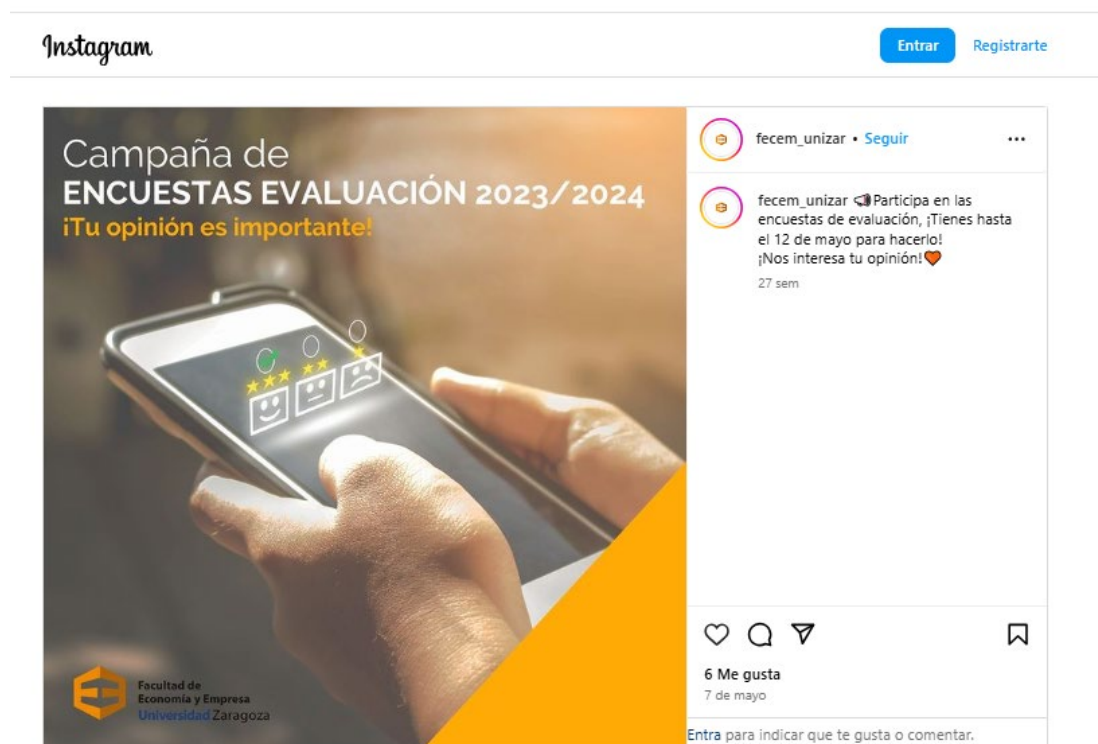 Instagram
Entrar
Registrarte
Campaña de
ENCUESTAS EVALUACIÓN 2023/2024
¡Tu opinión es importante!
Facultad de
Economía y Empresa
Universidad Zaragoza
fecem_unizar • Seguir
fecem_unizar 📢Participa en las
encuestas de evaluación, ¡Tienes hasta
el 12 de mayo para hacerlo!
¡Nos interesa tu opinión!🧡
27 sem
6 Me gusta
7 de mayo
Entra para indicar que te gusta o comentar.